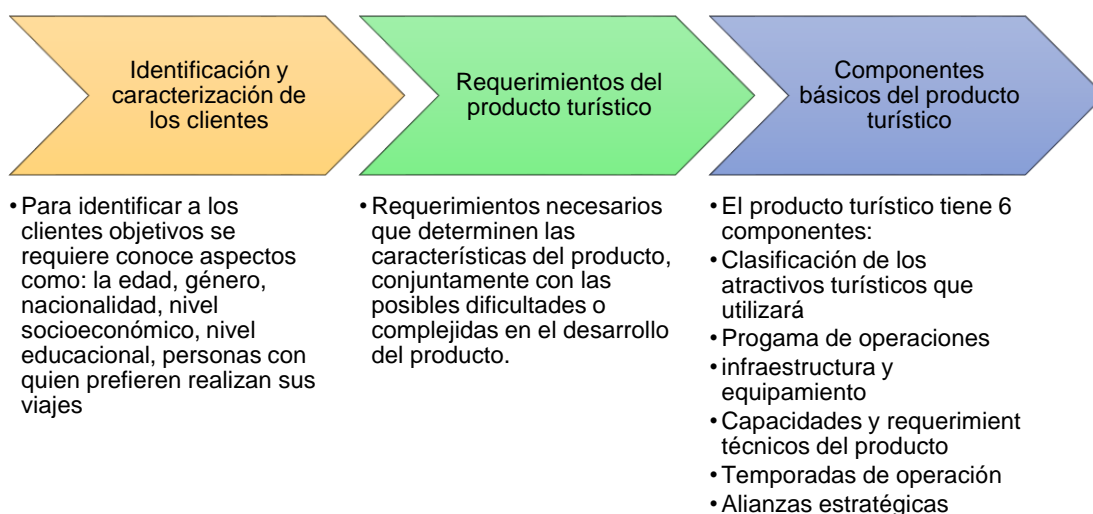 Identificación y
caracterización de
los clientes
Requerimientos del
producto turístico
Componentes
básicos del producto
turístico
• Para identificar a los
clientes objetivos se
requiere conoce aspectos
como: la edad, género,
nacionalidad, nivel
socioeconómico, nivel
educacional, personas con
quien prefieren realizan sus
viajes
• Requerimientos necesarios
que determinen las
características del producto,
conjuntamente con las
posibles dificultades o
complejidas en el desarrollo
del producto.
• El producto turístico tiene 6
componentes:
• Clasificación de los
atractivos turísticos que
utilizará
• Progama de operaciones
• infraestructura y
equipamiento
• Capacidades y requerimient
técnicos del producto
• Temporadas de operación
• Alianzas estratégicas